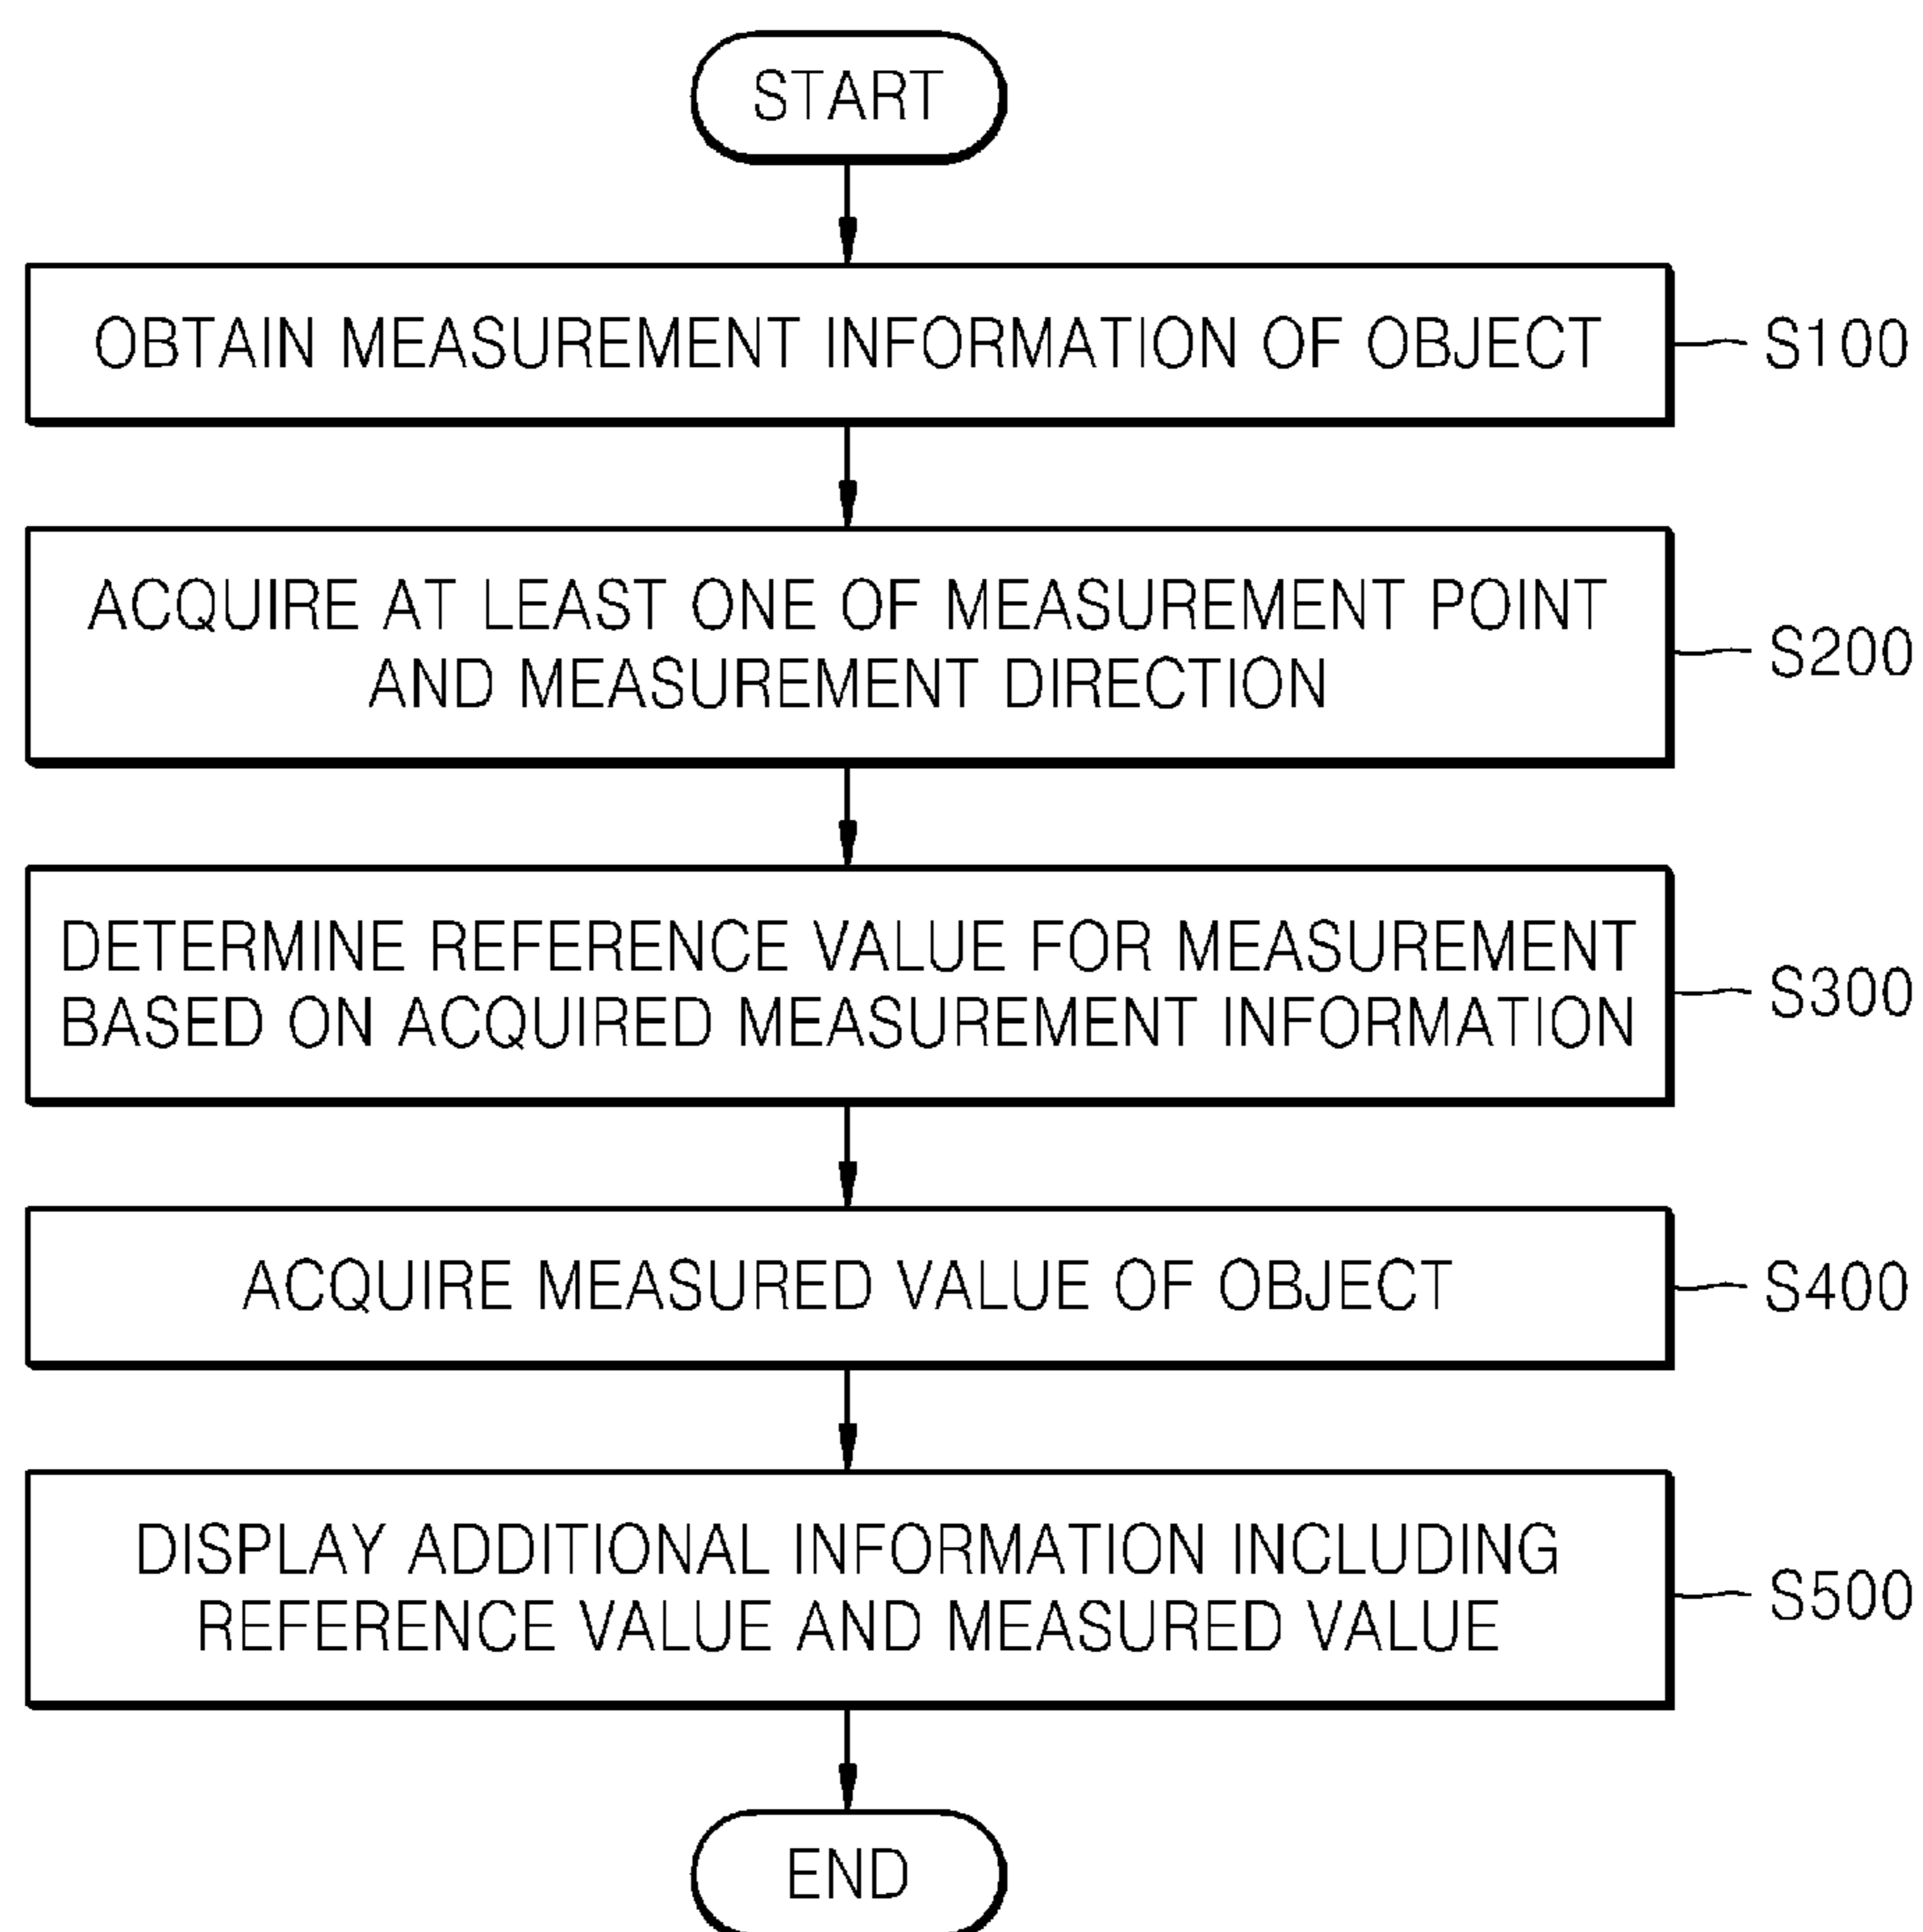 START
OBTAIN MEASUREMENT INFORMATION OF OBJECT
S100
ACQUIRE AT LEAST ONE OF MEASUREMENT POINT
AND MEASUREMENT DIRECTION
S200
DETERMINE REFERENCE VALUE FOR MEASUREMENT
BASED ON ACQUIRED MEASUREMENT INFORMATION
S300
ACQUIRE MEASURED VALUE OF OBJECT
S400
DISPLAY ADDITIONAL INFORMATION INCLUDING
REFERENCE VALUE AND MEASURED VALUE
S500
END